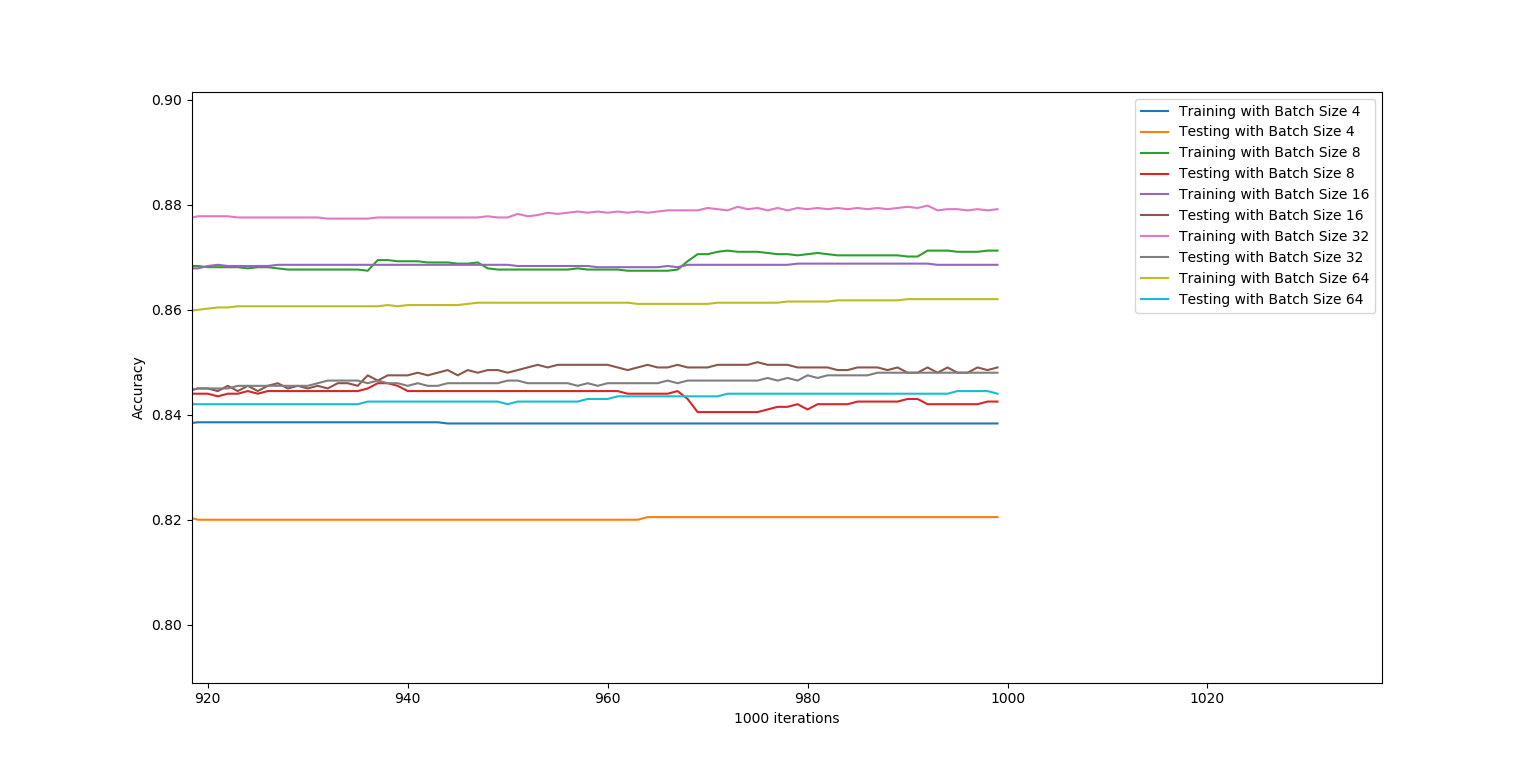 0.90
0.88
0.86
0.84
0.82
0.80
Accuracy
920
940
960
980
1000
1020
1000 iterations
Training with Batch Size 4
Testing with Batch Size 4
Training with Batch Size 8
Testing with Batch Size 8
Training with Batch Size 16
Testing with Batch Size 16
Training with Batch Size 32
Testing with Batch Size 32
Training with Batch Size 64
Testing with Batch Size 64